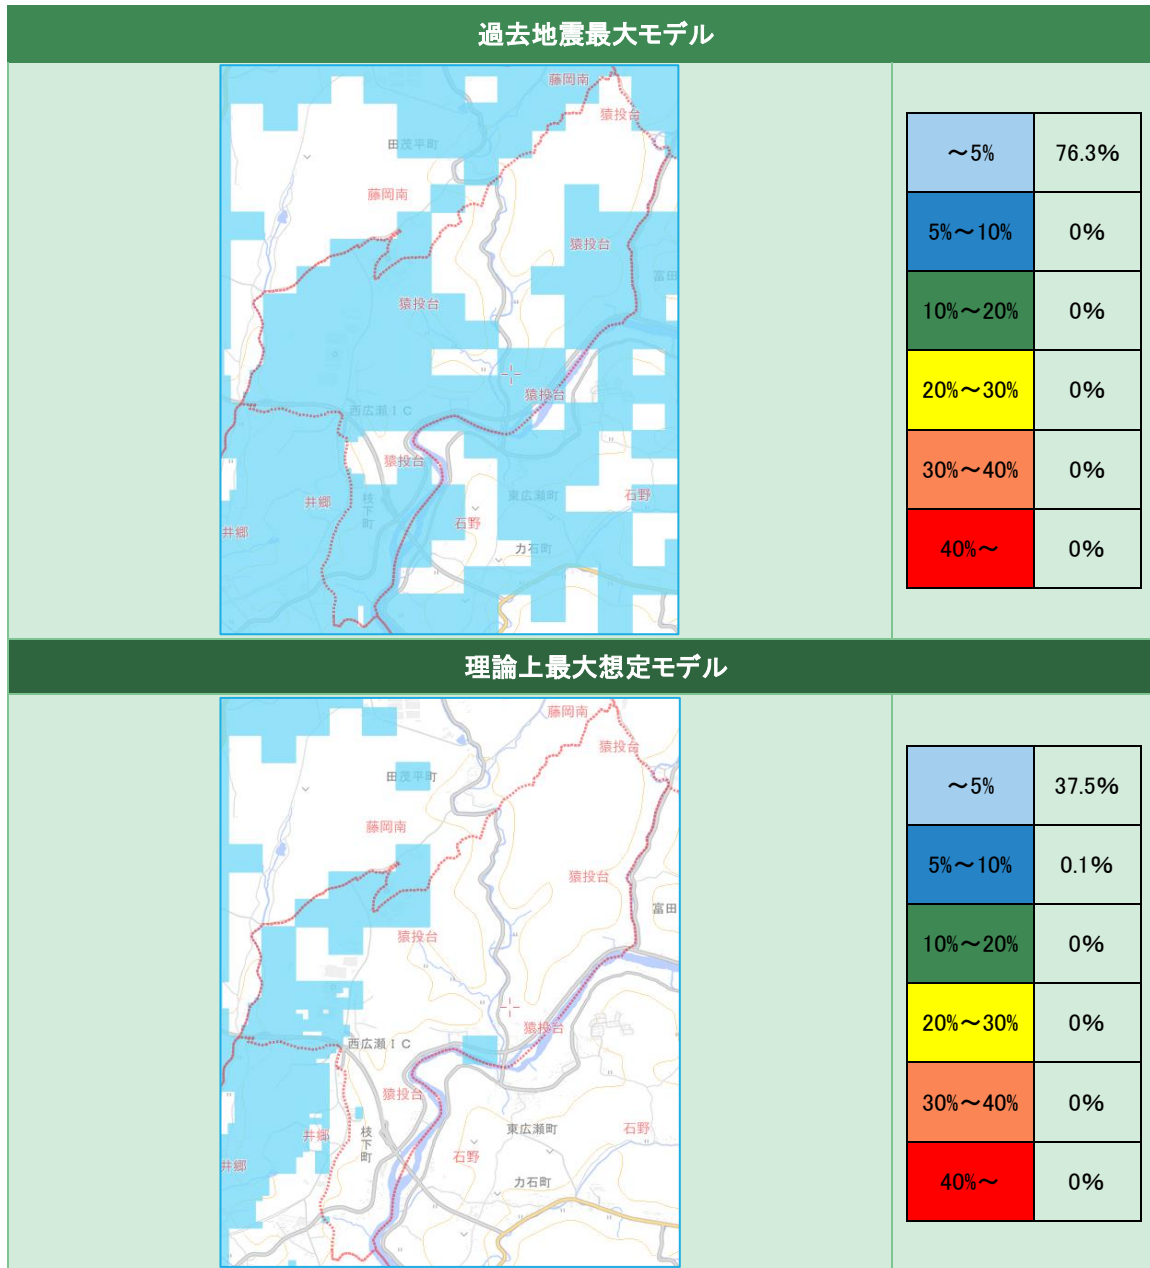 過去地震最大モデル
藤岡南
猿投台
田茂平町
藤岡南
猿投台
富田
猿投台
猿投台
西広瀬IC
猿投台
井郷
枝下町
東広瀬町
石野
石野
井郷
力石町
～5% 76.3%
5%～10% 0%
10%～20% 0%
20%～30% 0%
30%～40% 0%
40%～ 0%
理論上最大想定モデル
藤岡南
猿投台
田茂平町
藤岡南
猿投台
富田
猿投台
猿投台
西広瀬IC
猿投台
井郷
枝下町
東広瀬町
石野
石野
井郷
力石町
～5% 37.5%
5%～10% 0.1%
10%～20% 0%
20%～30% 0%
30%～40% 0%
40%～ 0%